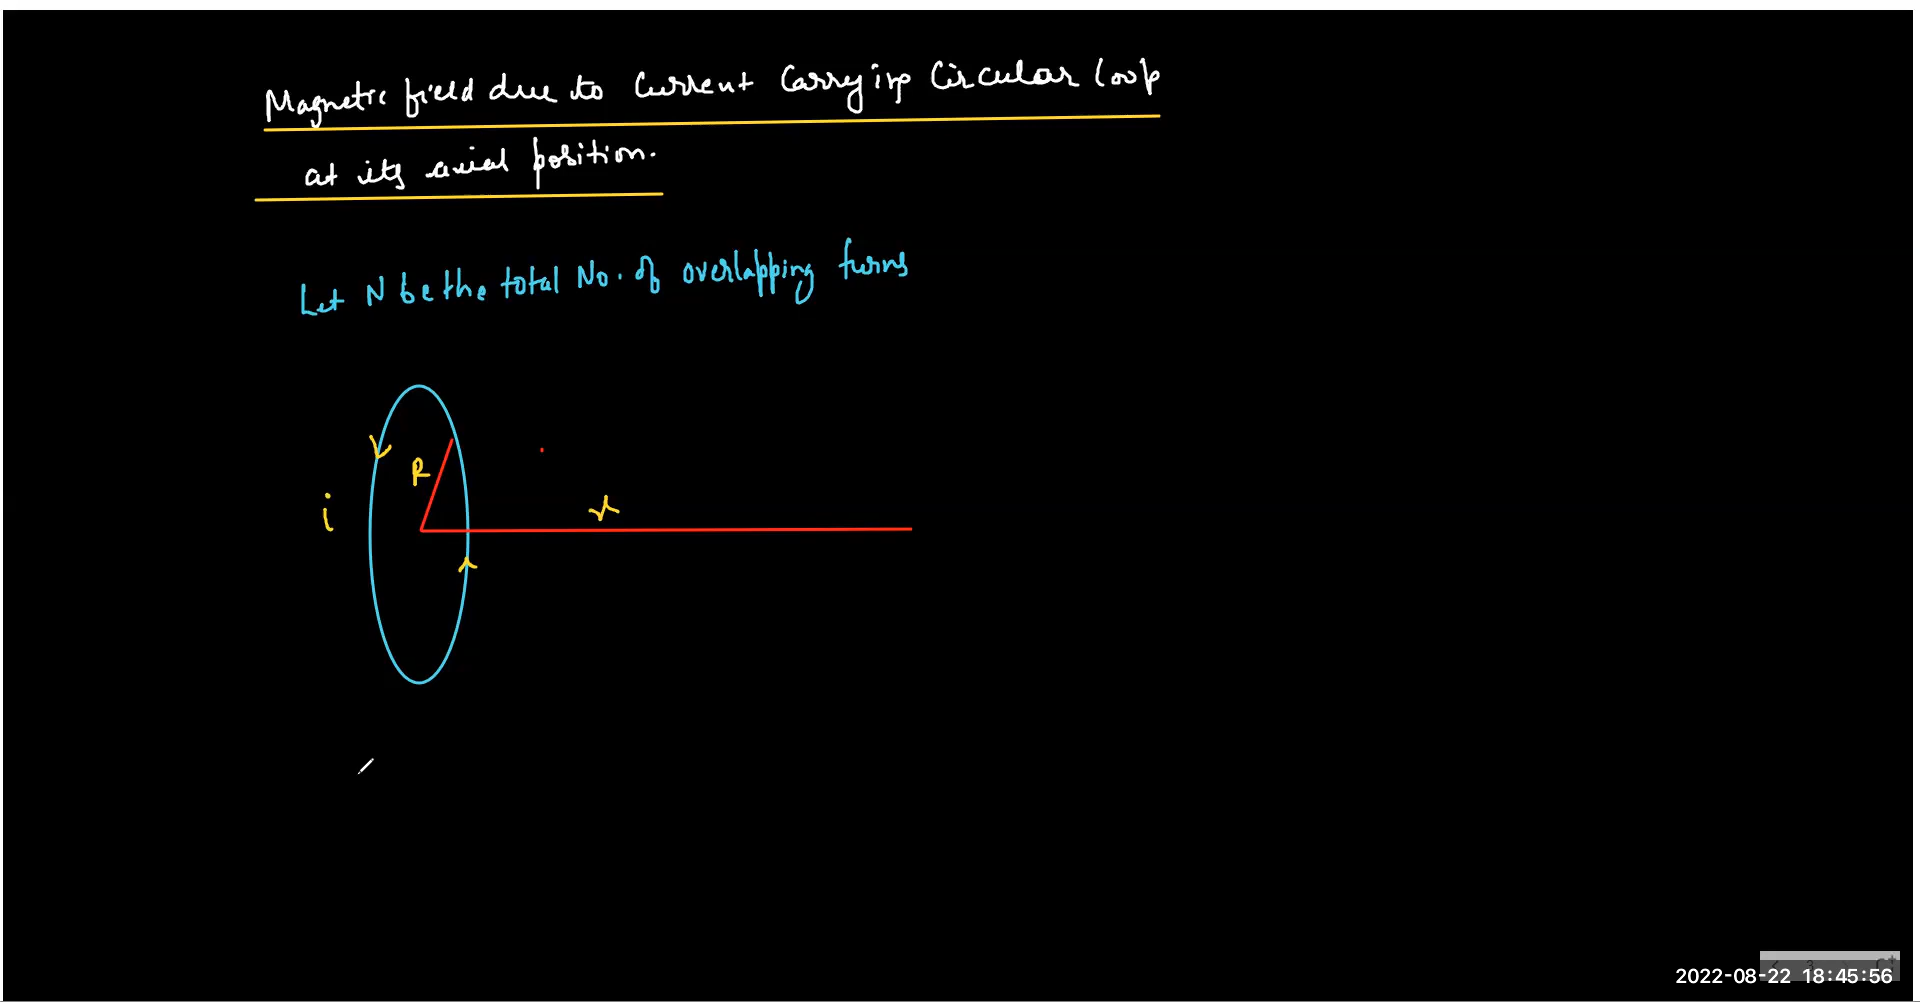 Magnetic field due to Current Carrying Circular loop
at its axial position.
Let N be the total No. of overlapping turns
R
i
x
2022-08-22 18:45:56